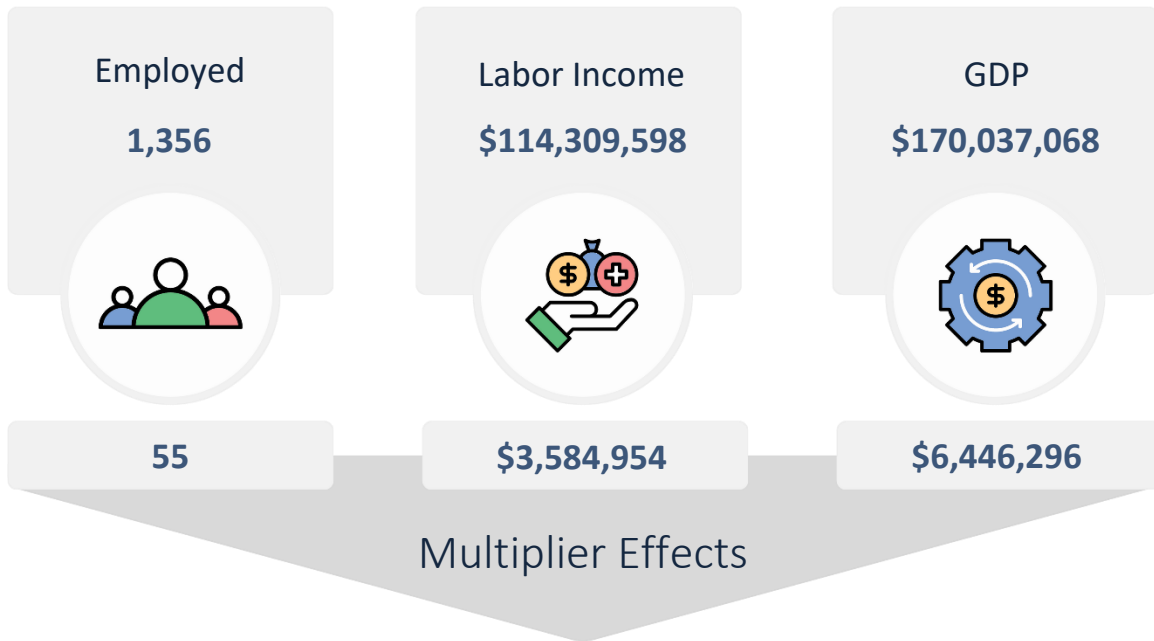 Employed
1,356
Labor Income
$114,309,598
GDP
$170,037,068
$
$
55
$3,584,954
$6,446,296
Multiplier Effects